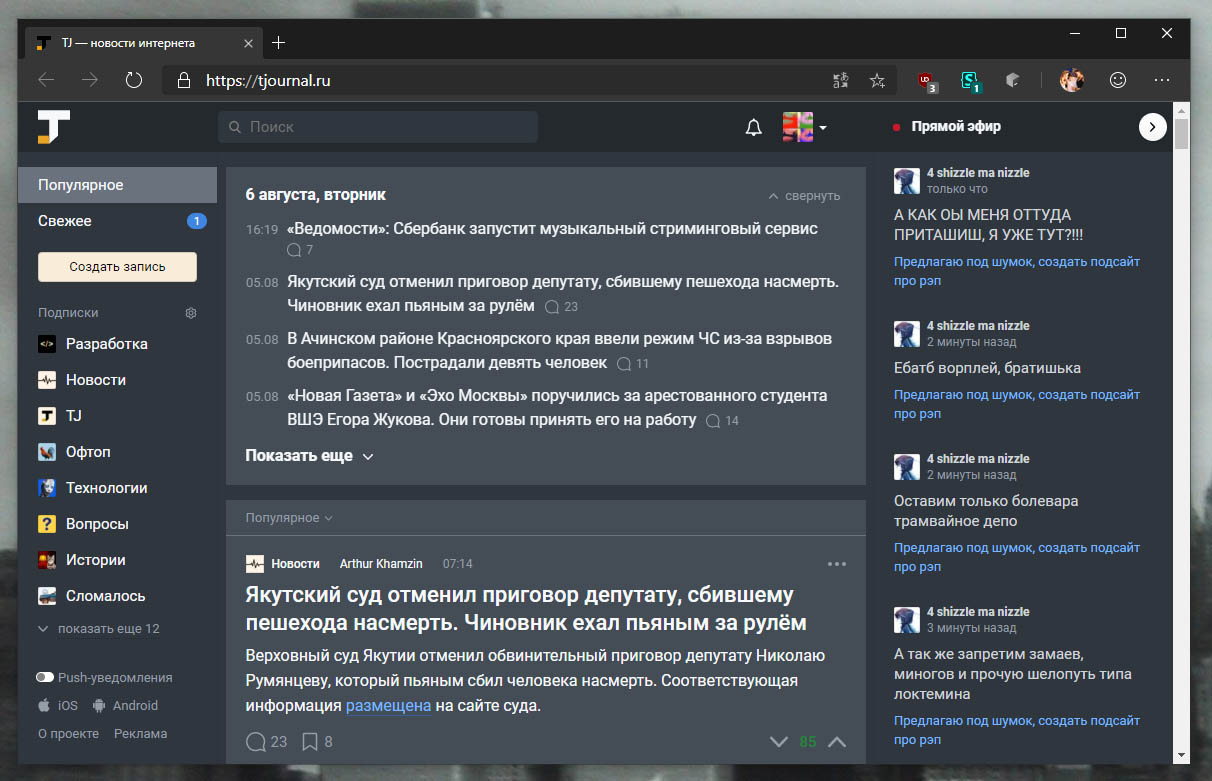 TJ — новости интернета
https://tjournal.ru
3
1
Поиск
Прямой эфир
Популярное
Свежее 1
Создать запись
Подписки
Разработка
Новости
TJ
Офтоп
Технологии
Вопросы
Истории
Сломалось
показать еще 12
Push-уведомления
iOS Android
О проекте Реклама
6 августа, вторник
свернуть
16:19 «Ведомости»: Сбербанк запустит музыкальный стриминговый сервис
7
05.08 Якутский суд отменил приговор депутату, сбившему пешехода насмерть.
Чиновник ехал пьяным за рулём 23
05.08 В Ачинском районе Красноярского края ввели режим ЧС из-за взрывов
боеприпасов. Пострадали девять человек 11
05.08 «Новая Газета» и «Эхо Москвы» поручились за арестованного студента
ВШЭ Егора Жукова. Они готовы принять его на работу 14
Показать еще
Популярное
Новости Arthur Khamzin 07:14
Якутский суд отменил приговор депутату, сбившему
пешехода насмерть. Чиновник ехал пьяным за рулём
Верховный суд Якутии отменил обвинительный приговор депутату Николаю
Румянцеву, который пьяным сбил человека насмерть. Соответствующая
информация размещена на сайте суда.
23 8 85
4 shizzle ma nizzle
только что
А КАК ОЫ МЕНЯ ОТТУДА
ПРИТАШИШ, Я УЖЕ ТУТ?!!!
Предлагаю под шумок, создать подсайт
про рэп
4 shizzle ma nizzle
2 минуты назад
Ебатб ворплей, братишька
Предлагаю под шумок, создать подсайт
про рэп
4 shizzle ma nizzle
2 минуты назад
Оставим только болевара
трамвайное депо
Предлагаю под шумок, создать подсайт
про рэп
4 shizzle ma nizzle
3 минуты назад
А так же запретим замаев,
миногов и прочую шелопуть типа
локтемина
Предлагаю под шумок, создать подсайт
про рэп